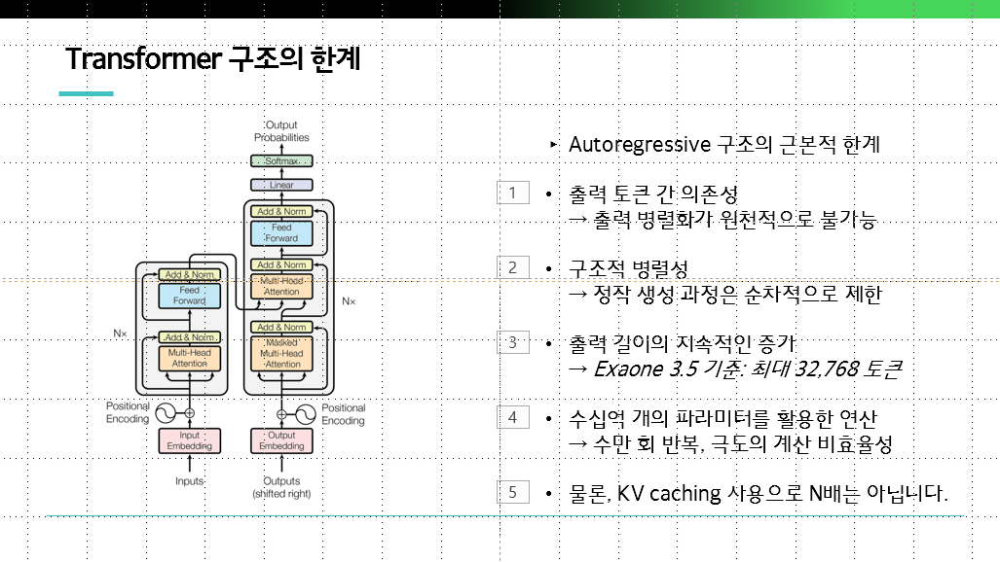 Transformer 구조의 한계
Output
Probabilities
Softmax
Linear
Add & Norm
Feed
Forward
Add & Norm
Multi-Head
Attention
Add & Norm
Masked
Multi-Head
Attention
Nx
Add & Norm
Feed
Forward
Nx
Add & Norm
Multi-Head
Attention
Positional
Encoding
Positional
Encoding
Input
Embedding
Output
Embedding
Inputs
Outputs
(shifted right)
▸ Autoregressive 구조의 근본적 한계
1 • 출력 토큰 간 의존성
→ 출력 병렬화가 원천적으로 불가능
2 • 구조적 병렬성
→ 정작 생성 과정은 순차적으로 제한
3 • 출력 길이의 지속적인 증가
→ Exaone 3.5 기준: 최대 32,768 토큰
4 • 수십억 개의 파라미터를 활용한 연산
→ 수만 회 반복, 극도의 계산 비효율성
5 • 물론, KV caching 사용으로 N배는 아닙니다.